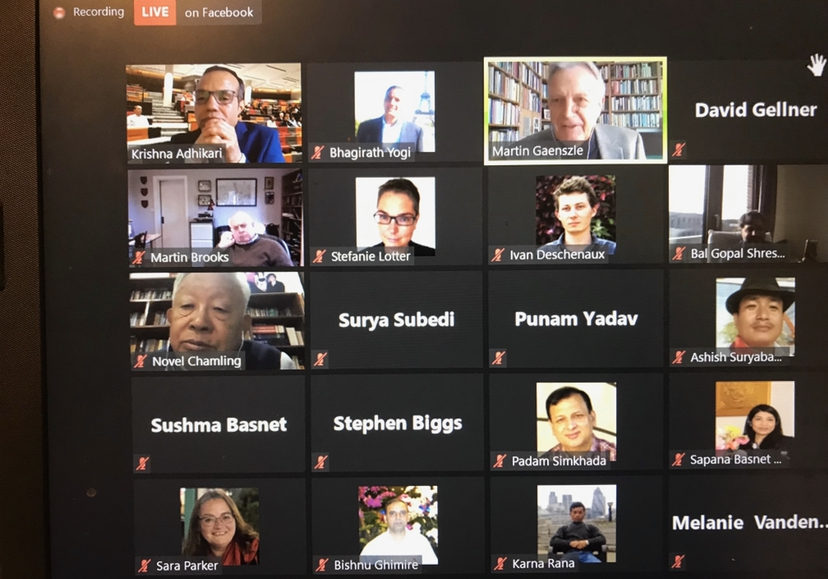 Recording LIVE on Facebook
Krishna Adhikari
Bhagirath Yogi
Martin Gaenszle
David Gellner
Martin Brooks
Stefanie Lotter
Ivan Deschenaux
Bal Gopal Shres...
Novel Chamling
Surya Subedi
Punam Yadav
Ashish Suryaba...
Sushma Basnet
Stephen Biggs
Padam Simkhada
Sapana Basnet ...
Sara Parker
Bishnu Ghimire
Karna Rana
Melanie Vanden...